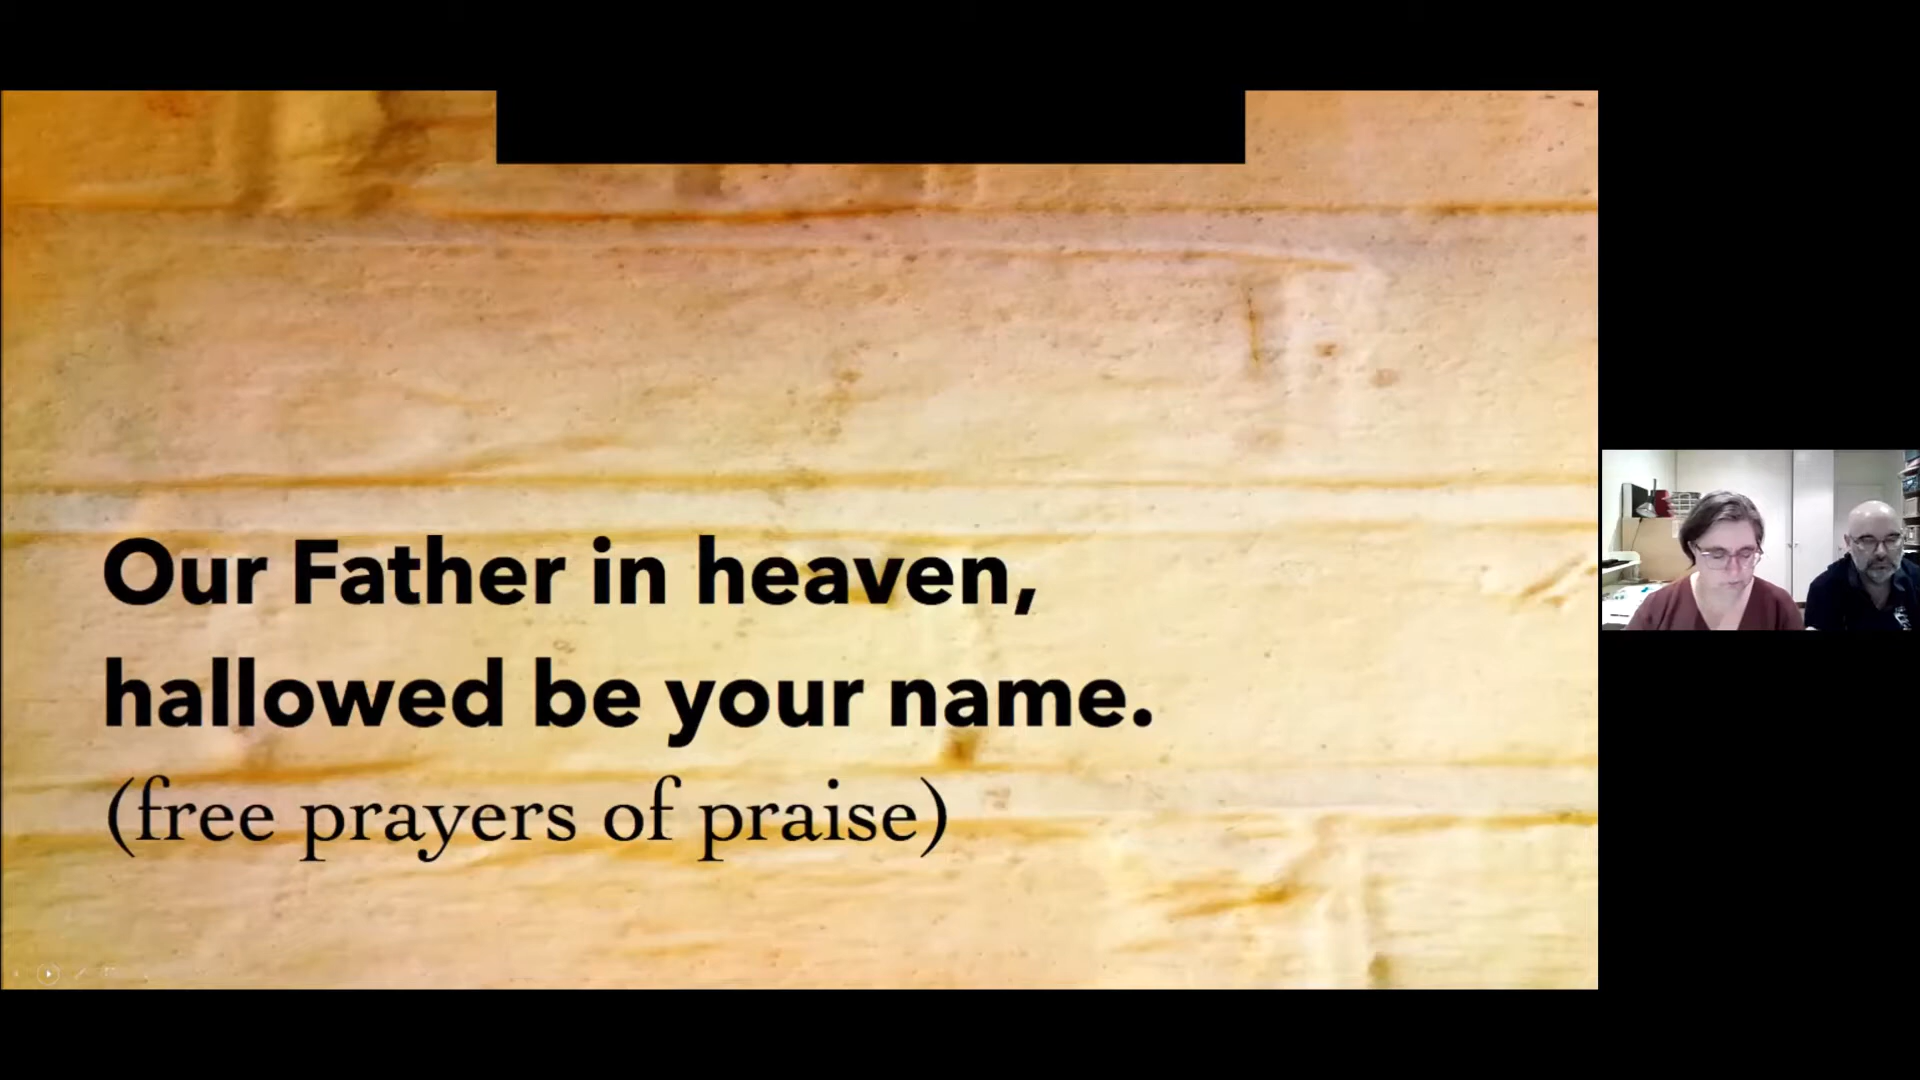 Our Father in heaven,
hallowed be your name.
(free prayers of praise)